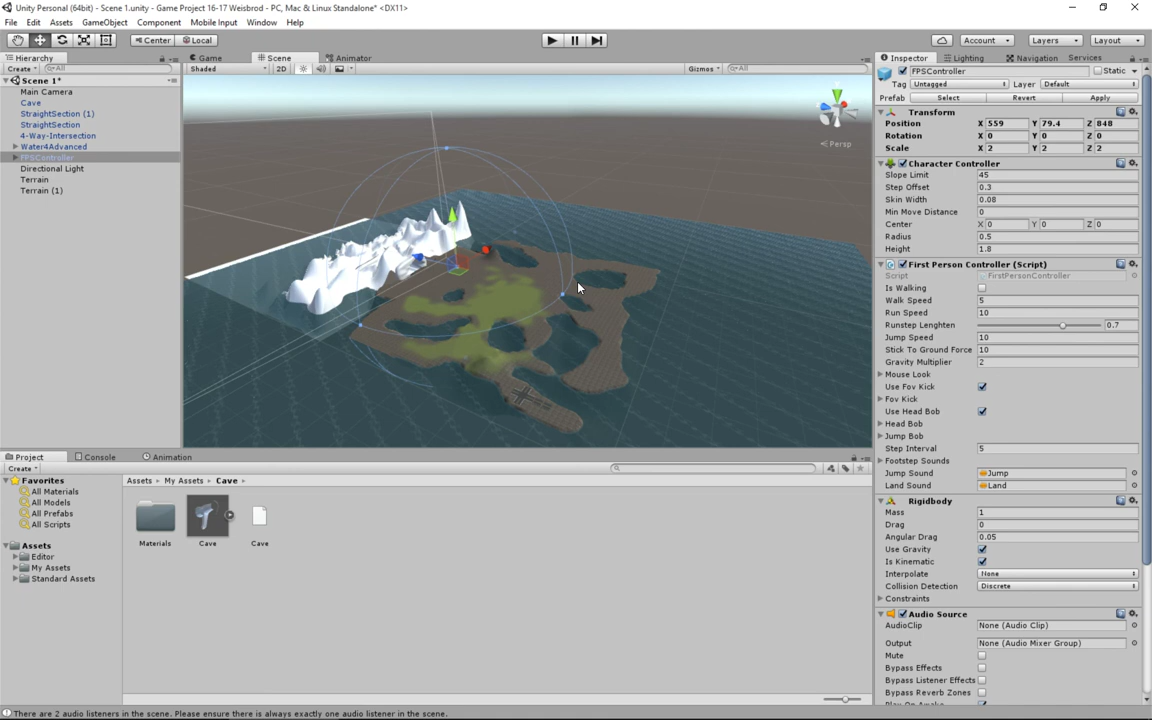 Unity Personal (64bit) - Scene 1.unity - Game Project 16-17 Weisbrod - PC, Mac & Linux Standalone* <DX11>
File Edit Assets GameObject Component Mobile Input Window Help
Center Local Account Layers Layout
Hierarchy Game Scene Animator Inspector Lighting Navigation Services
Create All Shaded 2D Gizmos All FPSController Static
Scene 1* Tag Untagged Layer Default
Main Camera Prefab Select Revert Apply
Cave Transform
StraightSection (1) Position X 559 Y 79.4 Z 848
StraightSection Rotation X 0 Y 0 Z 0
4-Way-Intersection Persp Scale X 2 Y 2 Z 2
Water4Advanced
FPSController Character Controller
Directional Light Slope Limit 45
Terrain Step Offset 0.3
Terrain (1) Skin Width 0.08
Min Move Distance 0
Center X 0 Y 0 Z 0
Radius 0.5
Height 1.8
First Person Controller (Script)
Script FirstPersonController
Is Walking
Walk Speed 5
Run Speed 10
Runstep Lenghten 0.7
Jump Speed 10
Stick To Ground Force 10
Gravity Multiplier 2
Mouse Look
Use Fov Kick
Fov Kick
Use Head Bob
Head Bob
Jump Bob
Step Interval 5
Footstep Sounds
Jump Sound Jump
Land Sound Land
Rigidbody
Mass 1
Drag 0
Angular Drag 0.05
Use Gravity
Is Kinematic
Interpolate None
Collision Detection Discrete
Constraints
Audio Source
AudioClip None (Audio Clip)
Output None (Audio Mixer Group)
Mute
Bypass Effects
Bypass Listener Effects
Bypass Reverb Zones
Play On Awake
Project Console Animation
Create
Favorites
All Materials
All Models
All Prefabs
All Scripts
Assets
Editor
My Assets
Standard Assets
Assets My Assets Cave
Materials Cave Cave
There are 2 audio listeners in the scene. Please ensure there is always exactly one audio listener in the scene.